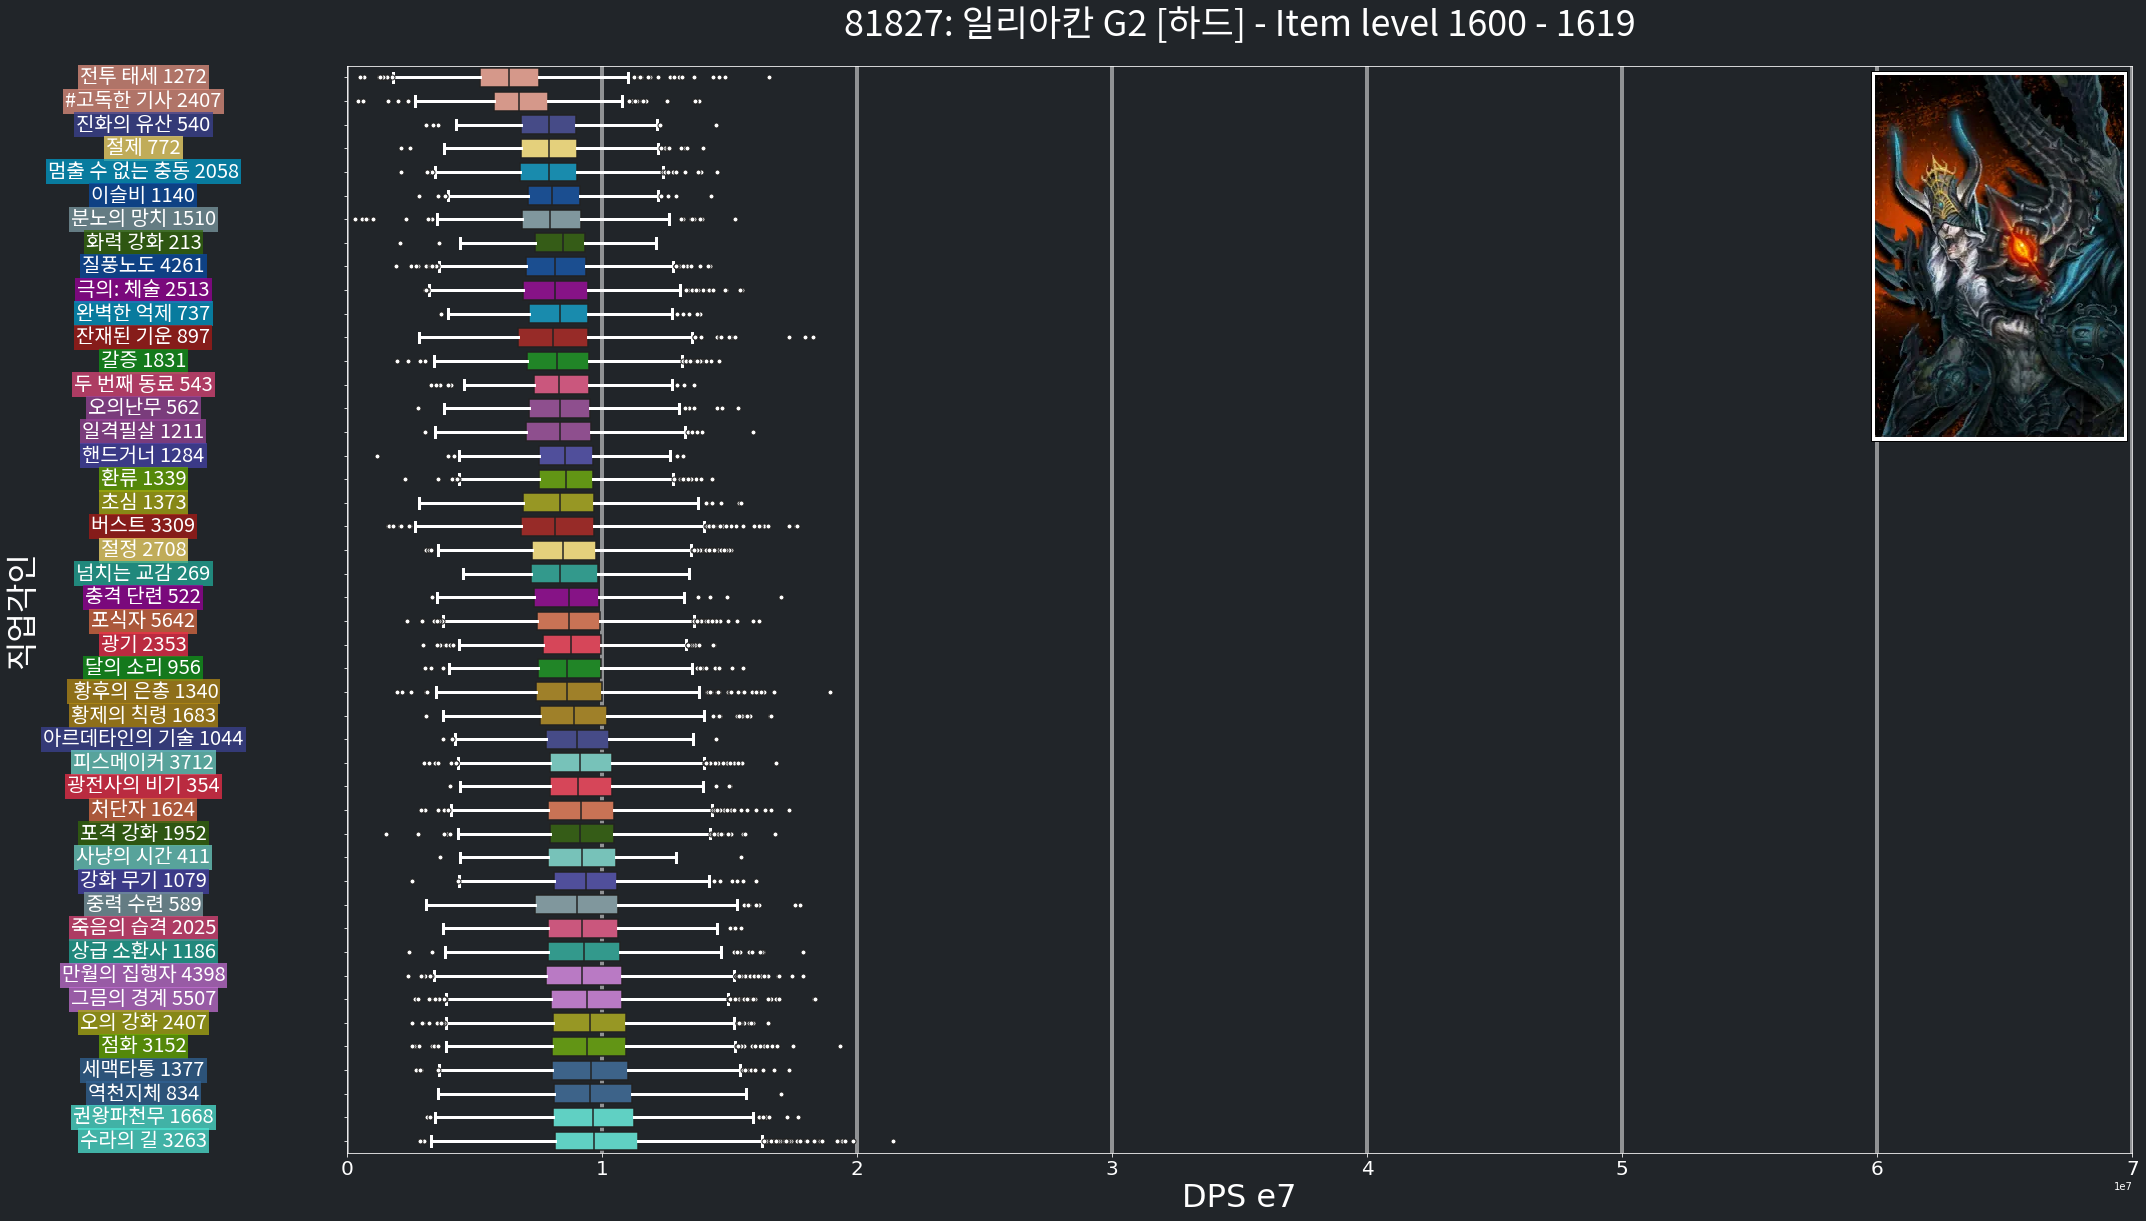 81827: 일리아칸 G2 [하드] - Item level 1600 - 1619
직업각인
전투 태세 1272
#고독한 기사 2407
진화의 유산 540
절제 772
멈출 수 없는 충동 2058
이슬비 1140
분노의 망치 1510
화력 강화 213
질풍노도 4261
극의: 체술 2513
완벽한 억제 737
잔재된 기운 897
갈증 1831
두 번째 동료 543
오의난무 562
일격필살 1211
핸드거너 1284
환류 1339
초심 1373
버스트 3309
절정 2708
넘치는 교감 269
충격 단련 522
포식자 5642
광기 2353
달의 소리 956
황후의 은총 1340
황제의 칙령 1683
아르데타인의 기술 1044
피스메이커 3712
광전사의 비기 354
처단자 1624
포격 강화 1952
사냥의 시간 411
강화 무기 1079
중력 수련 589
죽음의 습격 2025
상급 소환사 1186
만월의 집행자 4398
그믐의 경계 5507
오의 강화 2407
점화 3152
세맥타통 1377
역천지체 834
권왕파천무 1668
수라의 길 3263
0 1 2 3 4 5 6 7
1e7
DPS e7